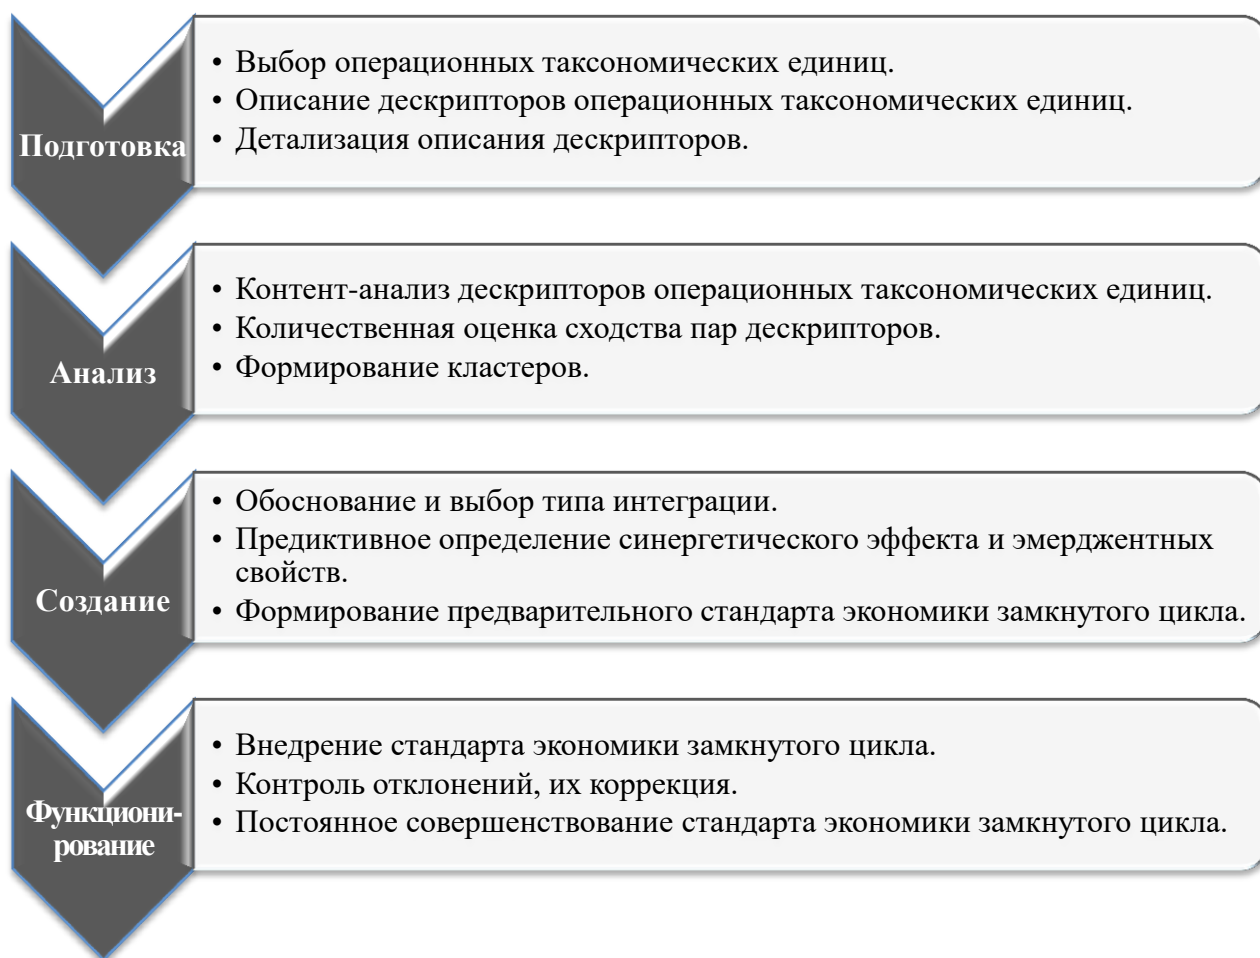 Подготовка
• Выбор операционных таксономических единиц.
• Описание дескрипторов операционных таксономических единиц.
• Детализация описания дескрипторов.
Анализ
• Контент-анализ дескрипторов операционных таксономических единиц.
• Количественная оценка сходства пар дескрипторов.
• Формирование кластеров.
Создание
• Обоснование и выбор типа интеграции.
• Предиктивное определение синергетического эффекта и эмерджентных
свойств.
• Формирование предварительного стандарта экономики замкнутого цикла.
Функциони-
рование
• Внедрение стандарта экономики замкнутого цикла.
• Контроль отклонений, их коррекция.
• Постоянное совершенствование стандарта экономики замкнутого цикла.